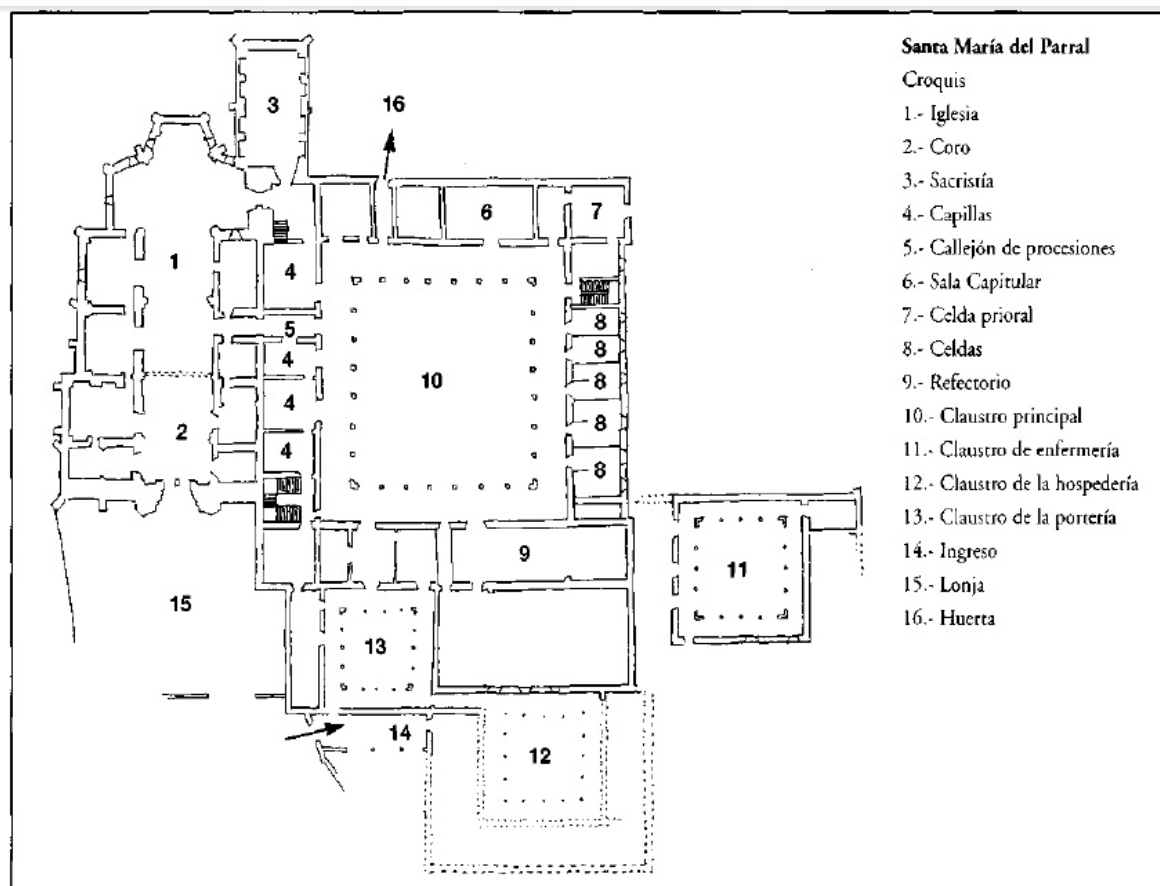 Santa María del Parral
Croquis
1.- Iglesia
2.- Coro
3.- Sacristía
4.- Capillas
5.- Callejón de procesiones
6.- Sala Capitular
7.- Celda prioral
8.- Celdas
9.- Refectorio
10.- Claustro principal
11.- Claustro de enfermería
12.- Claustro de la hospedería
13.- Claustro de la portería
14.- Ingreso
15.- Lonja
16.- Huerta
3
16
6
7
1
4
5
8
4
8
10
8
4
8
2
4
8
9
11
15
13
14
12